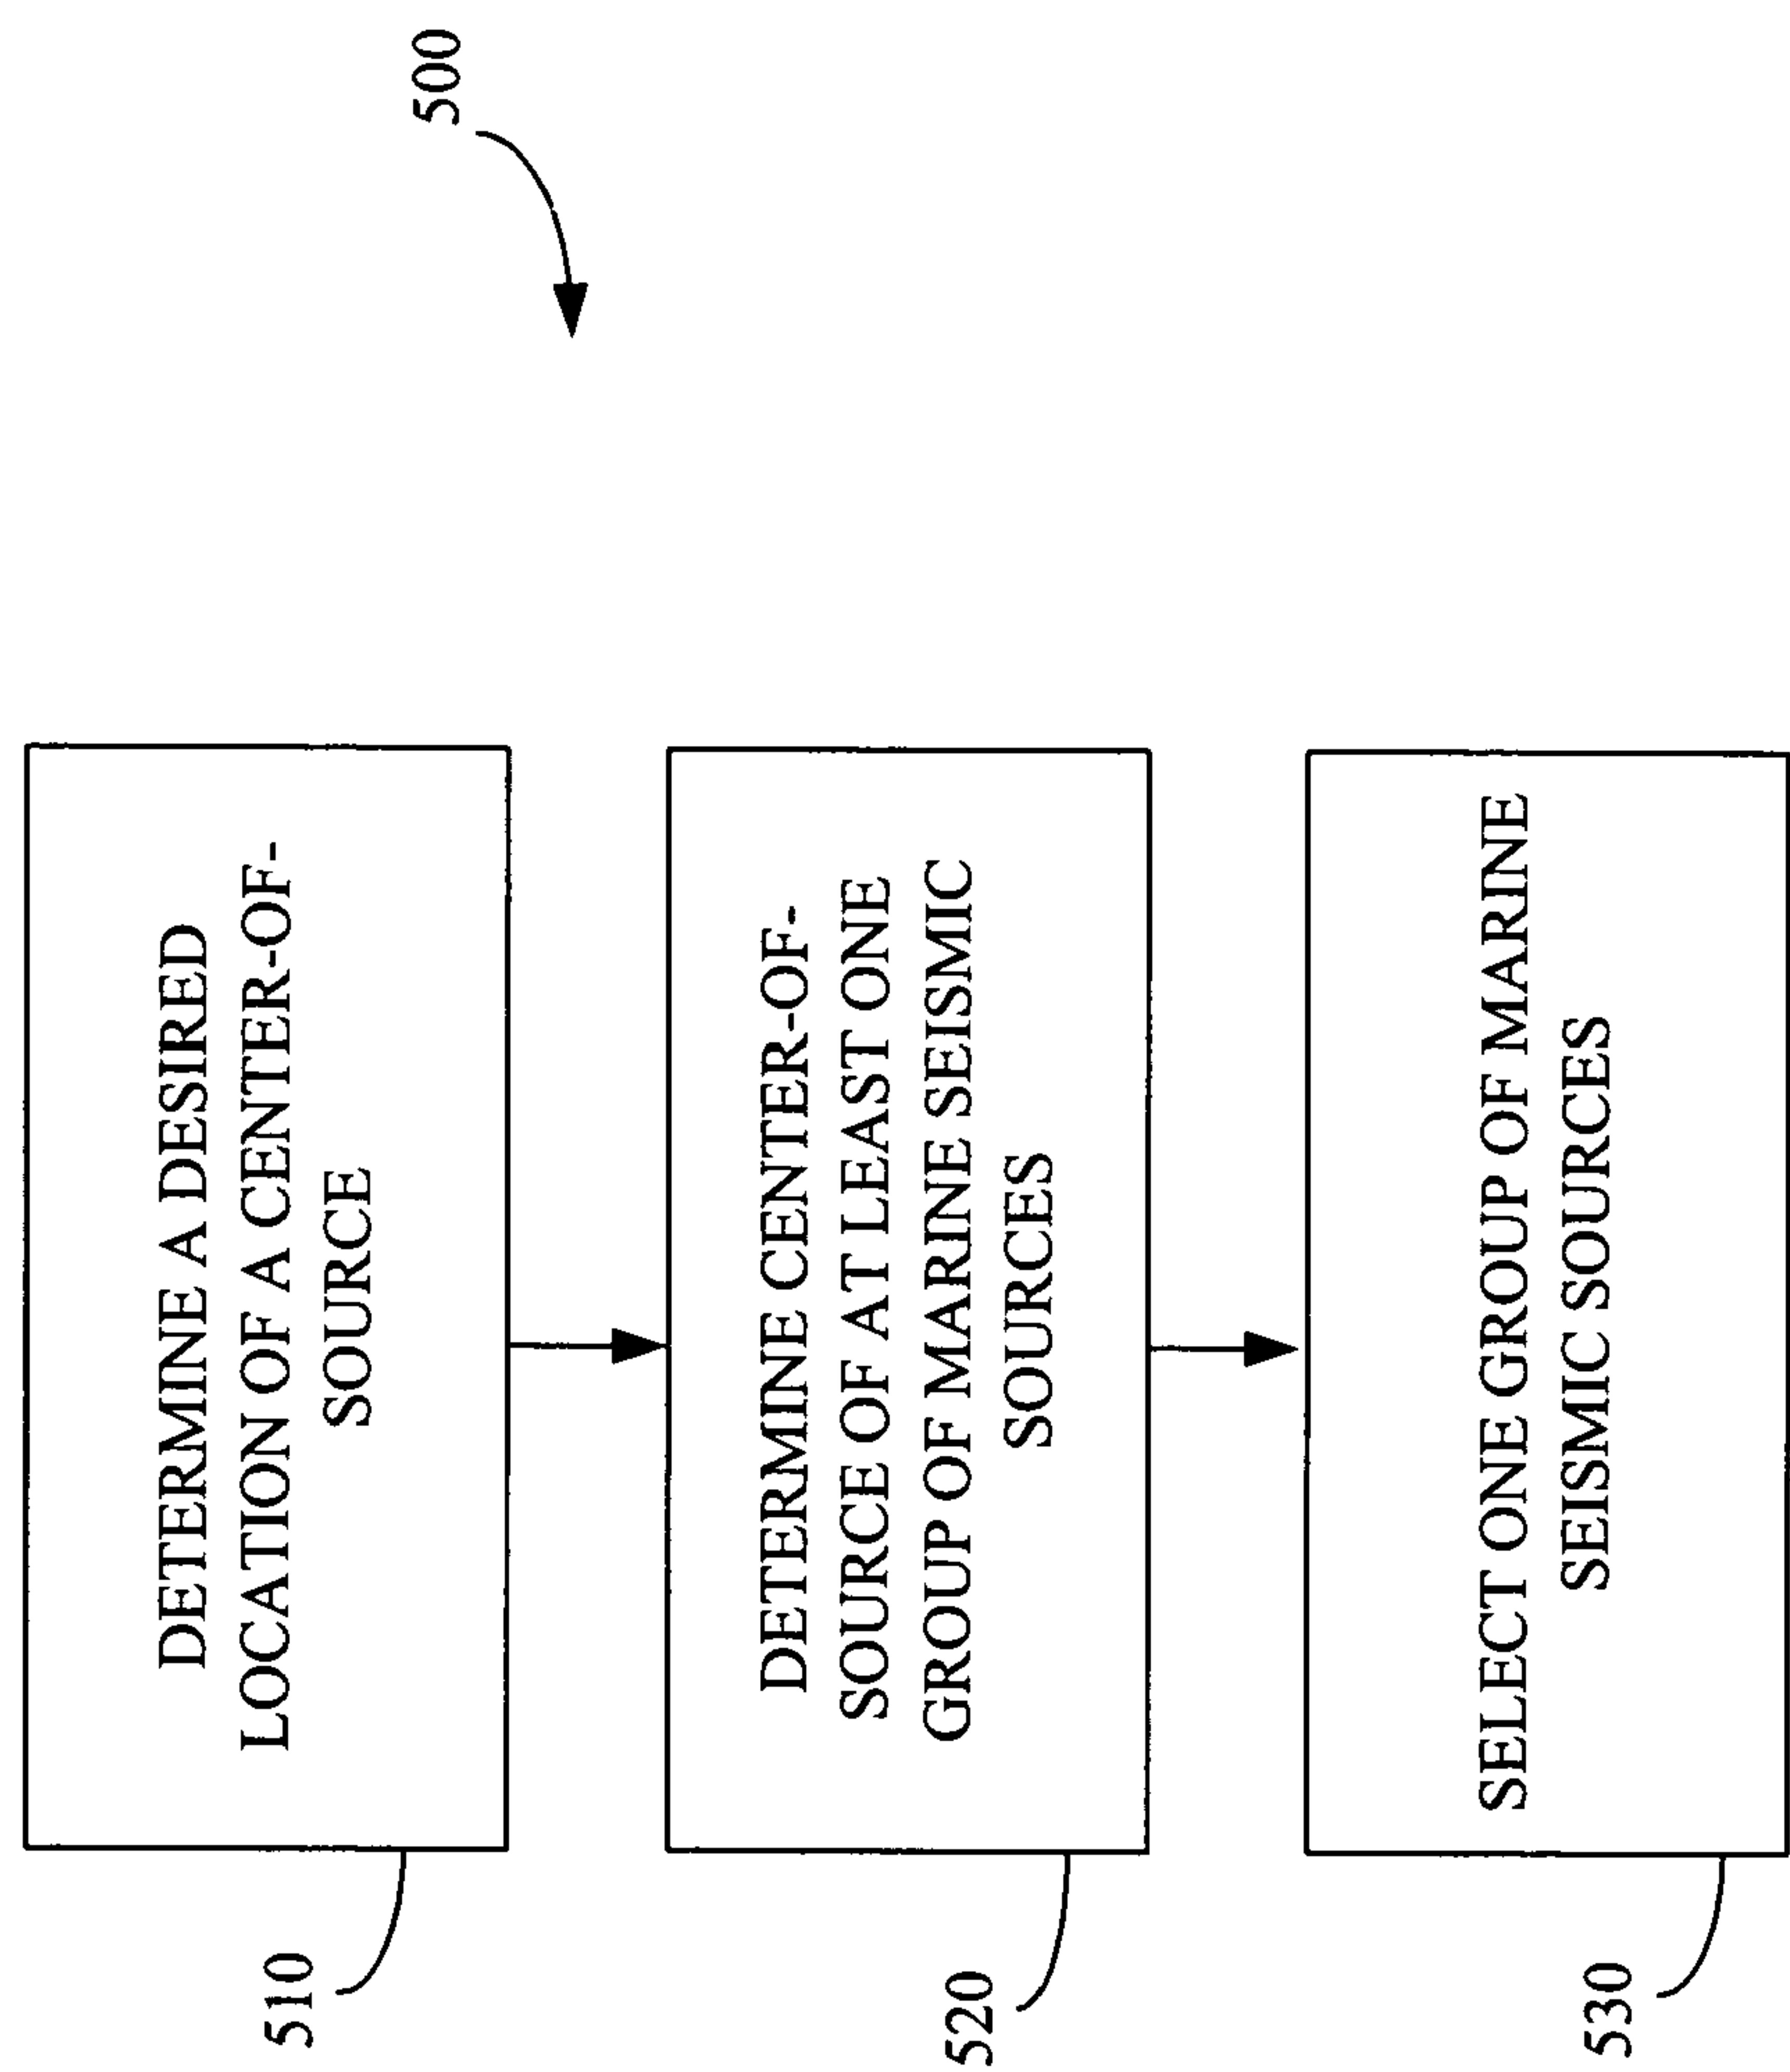 500
510
DETERMINE A DESIRED
LOCATION OF A CENTER-OF-
SOURCE
520
DETERMINE CENTER-OF-
SOURCE OF AT LEAST ONE
GROUP OF MARINE SEISMIC
SOURCES
530
SELECT ONE GROUP OF MARINE
SEISMIC SOURCES